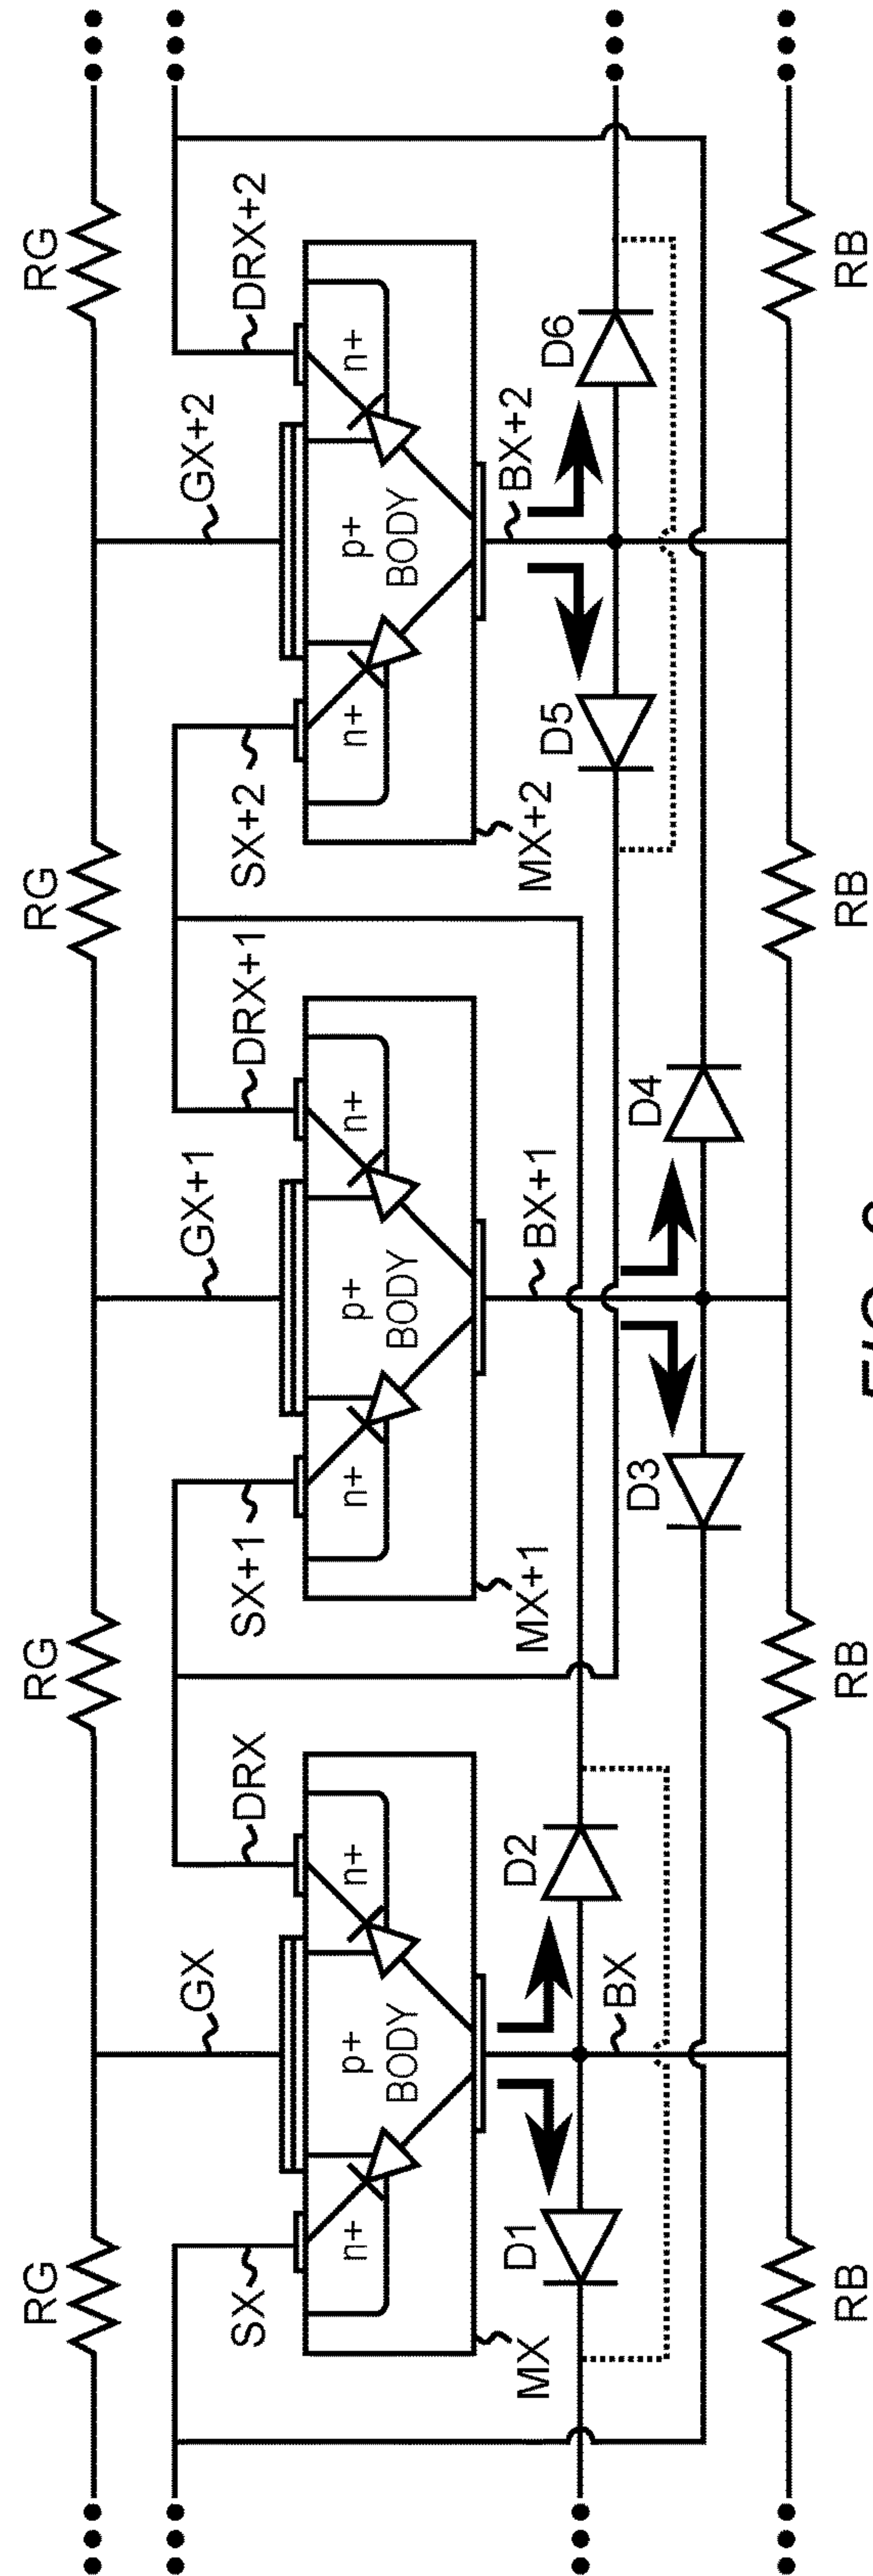 RG
RG
RG
RG
GX
GX+1
GX+2
SX
DRX
SX+1
DRX+1
SX+2
DRX+2
n+
p+
BODY
n+
n+
p+
BODY
n+
n+
p+
BODY
n+
MX
MX+1
MX+2
BX
BX+1
BX+2
D1
D2
D3
D4
D5
D6
RB
RB
RB
RB